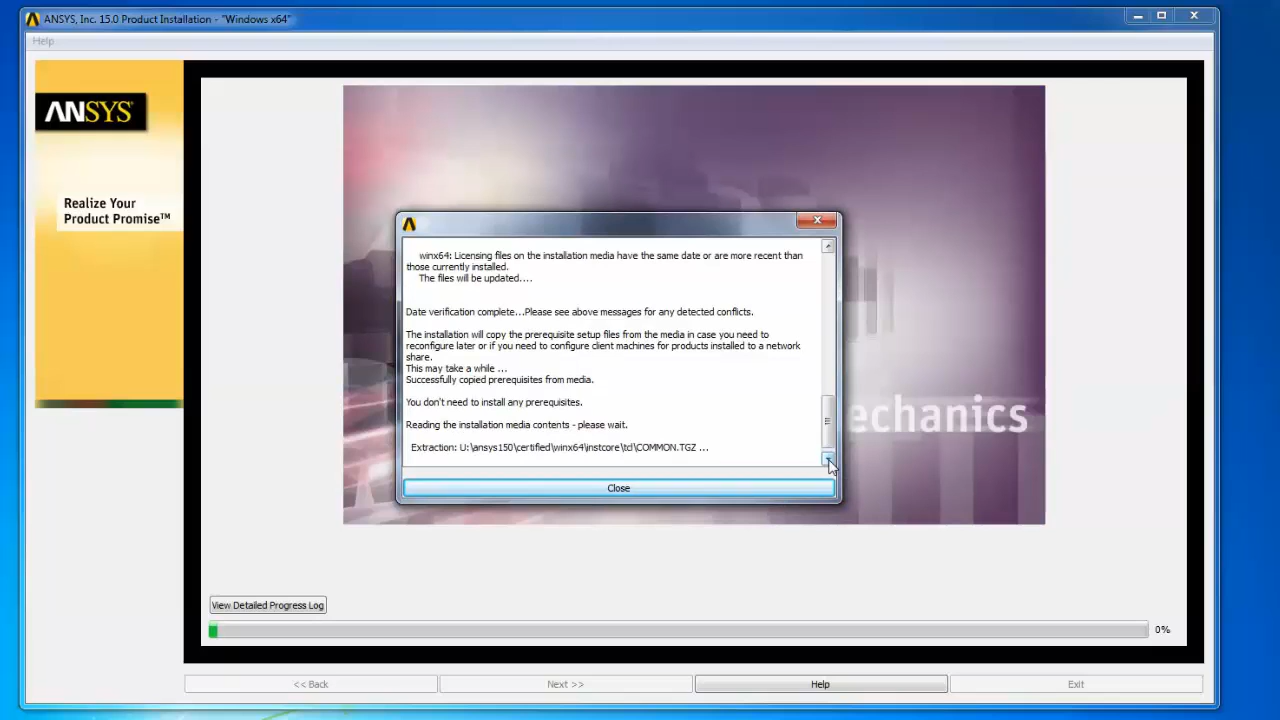 ANSYS, Inc. 15.0 Product Installation - "Windows x64"
Help
ANSYS
Realize Your
Product Promise™
winx64: Licensing files on the installation media have the same date or are more recent than
those currently installed.
The files will be updated....
Date verification complete...Please see above messages for any detected conflicts.
The installation will copy the prerequisite setup files from the media in case you need to
reconfigure later or if you need to configure client machines for products installed to a network
share.
This may take a while ...
Successfully copied prerequisites from media.
You don't need to install any prerequisites.
Reading the installation media contents - please wait.
Extraction: U:\ansys150\certified\winx64\instcore\tcl\COMMON.TGZ ...
echanics
Close
View Detailed Progress Log
0%
<< Back
Next >>
Help
Exit